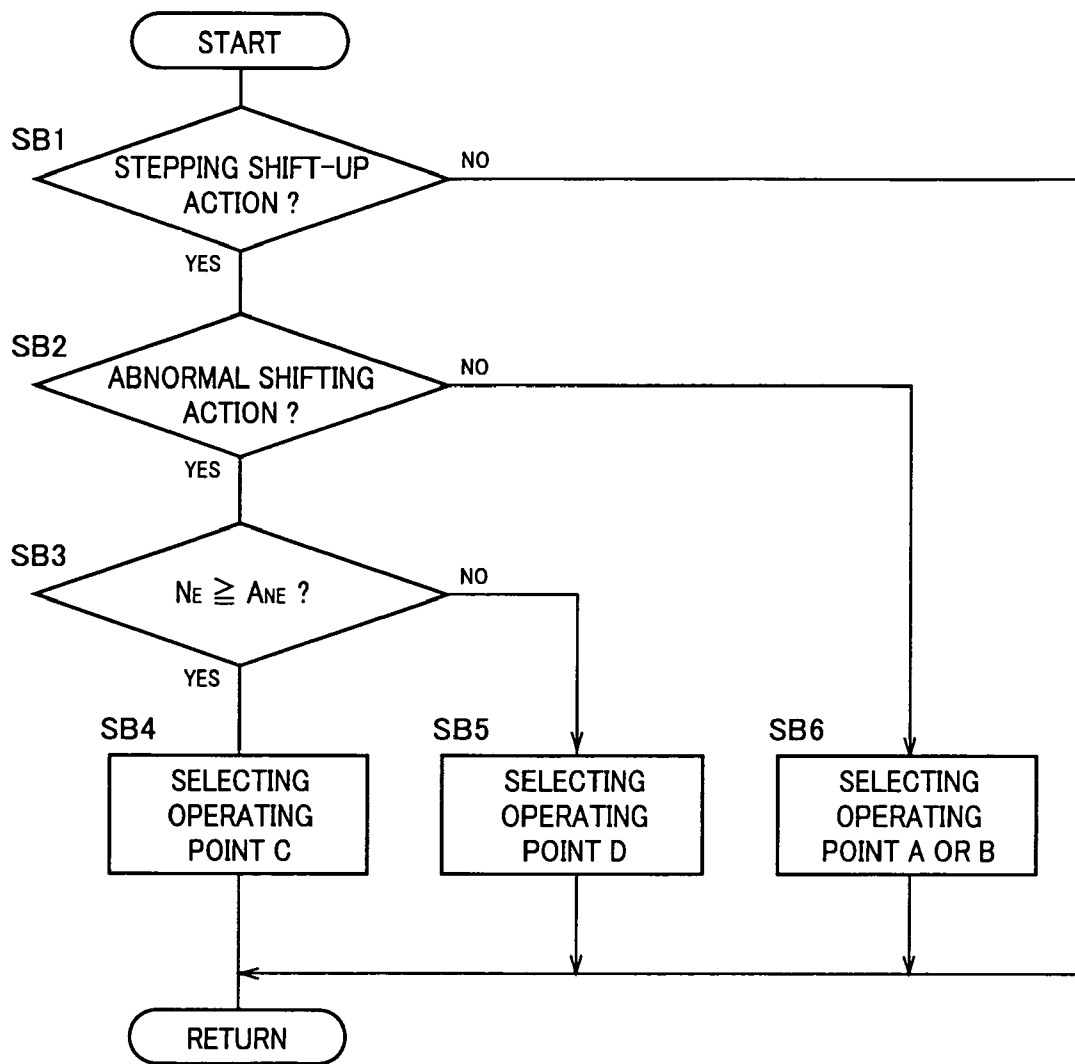 START
SB1
STEPPING SHIFT-UP
ACTION ?
NO
YES
SB2
ABNORMAL SHIFTING
ACTION ?
NO
YES
SB3
NE ≧ ANE ?
NO
YES
SB4
SELECTING
OPERATING
POINT C
SB5
SELECTING
OPERATING
POINT D
SB6
SELECTING
OPERATING
POINT A OR B
RETURN